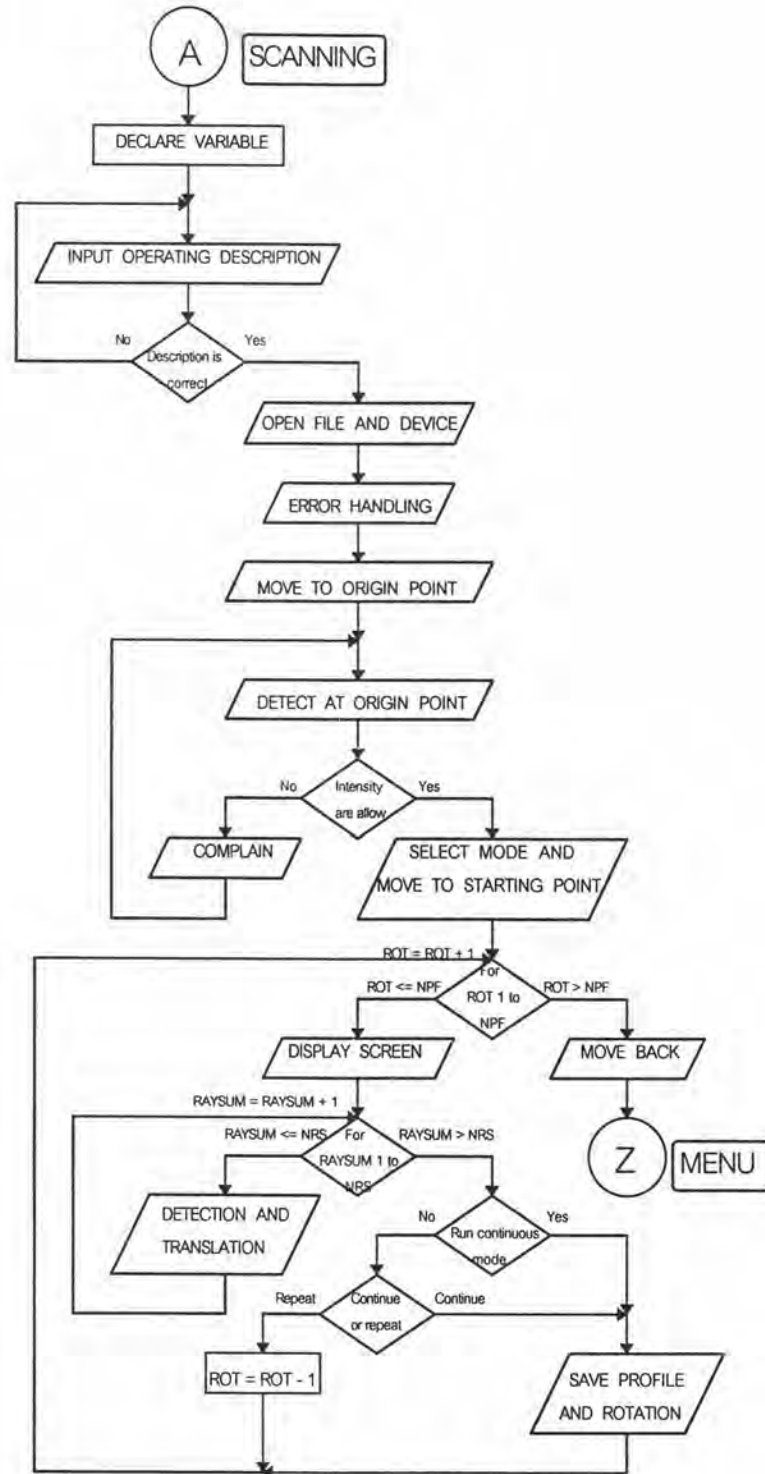 A
SCANNING
DECLARE VARIABLE
INPUT OPERATING DESCRIPTION
No
Description is
correct
Yes
OPEN FILE AND DEVICE
ERROR HANDLING
MOVE TO ORIGIN POINT
DETECT AT ORIGIN POINT
No
Intensity
are allow
Yes
COMPLAIN
SELECT MODE AND
MOVE TO STARTING POINT
ROT = ROT + 1
ROT <= NPF
For
ROT 1 to
NPF
ROT > NPF
DISPLAY SCREEN
MOVE BACK
RAYSUM = RAYSUM + 1
RAYSUM <= NRS
For
RAYSUM 1 to
NRS
RAYSUM > NRS
Z
MENU
DETECTION AND
TRANSLATION
No
Run continuous
mode
Yes
Repeat
Continue
or repeat
Continue
ROT = ROT - 1
SAVE PROFILE
AND ROTATION